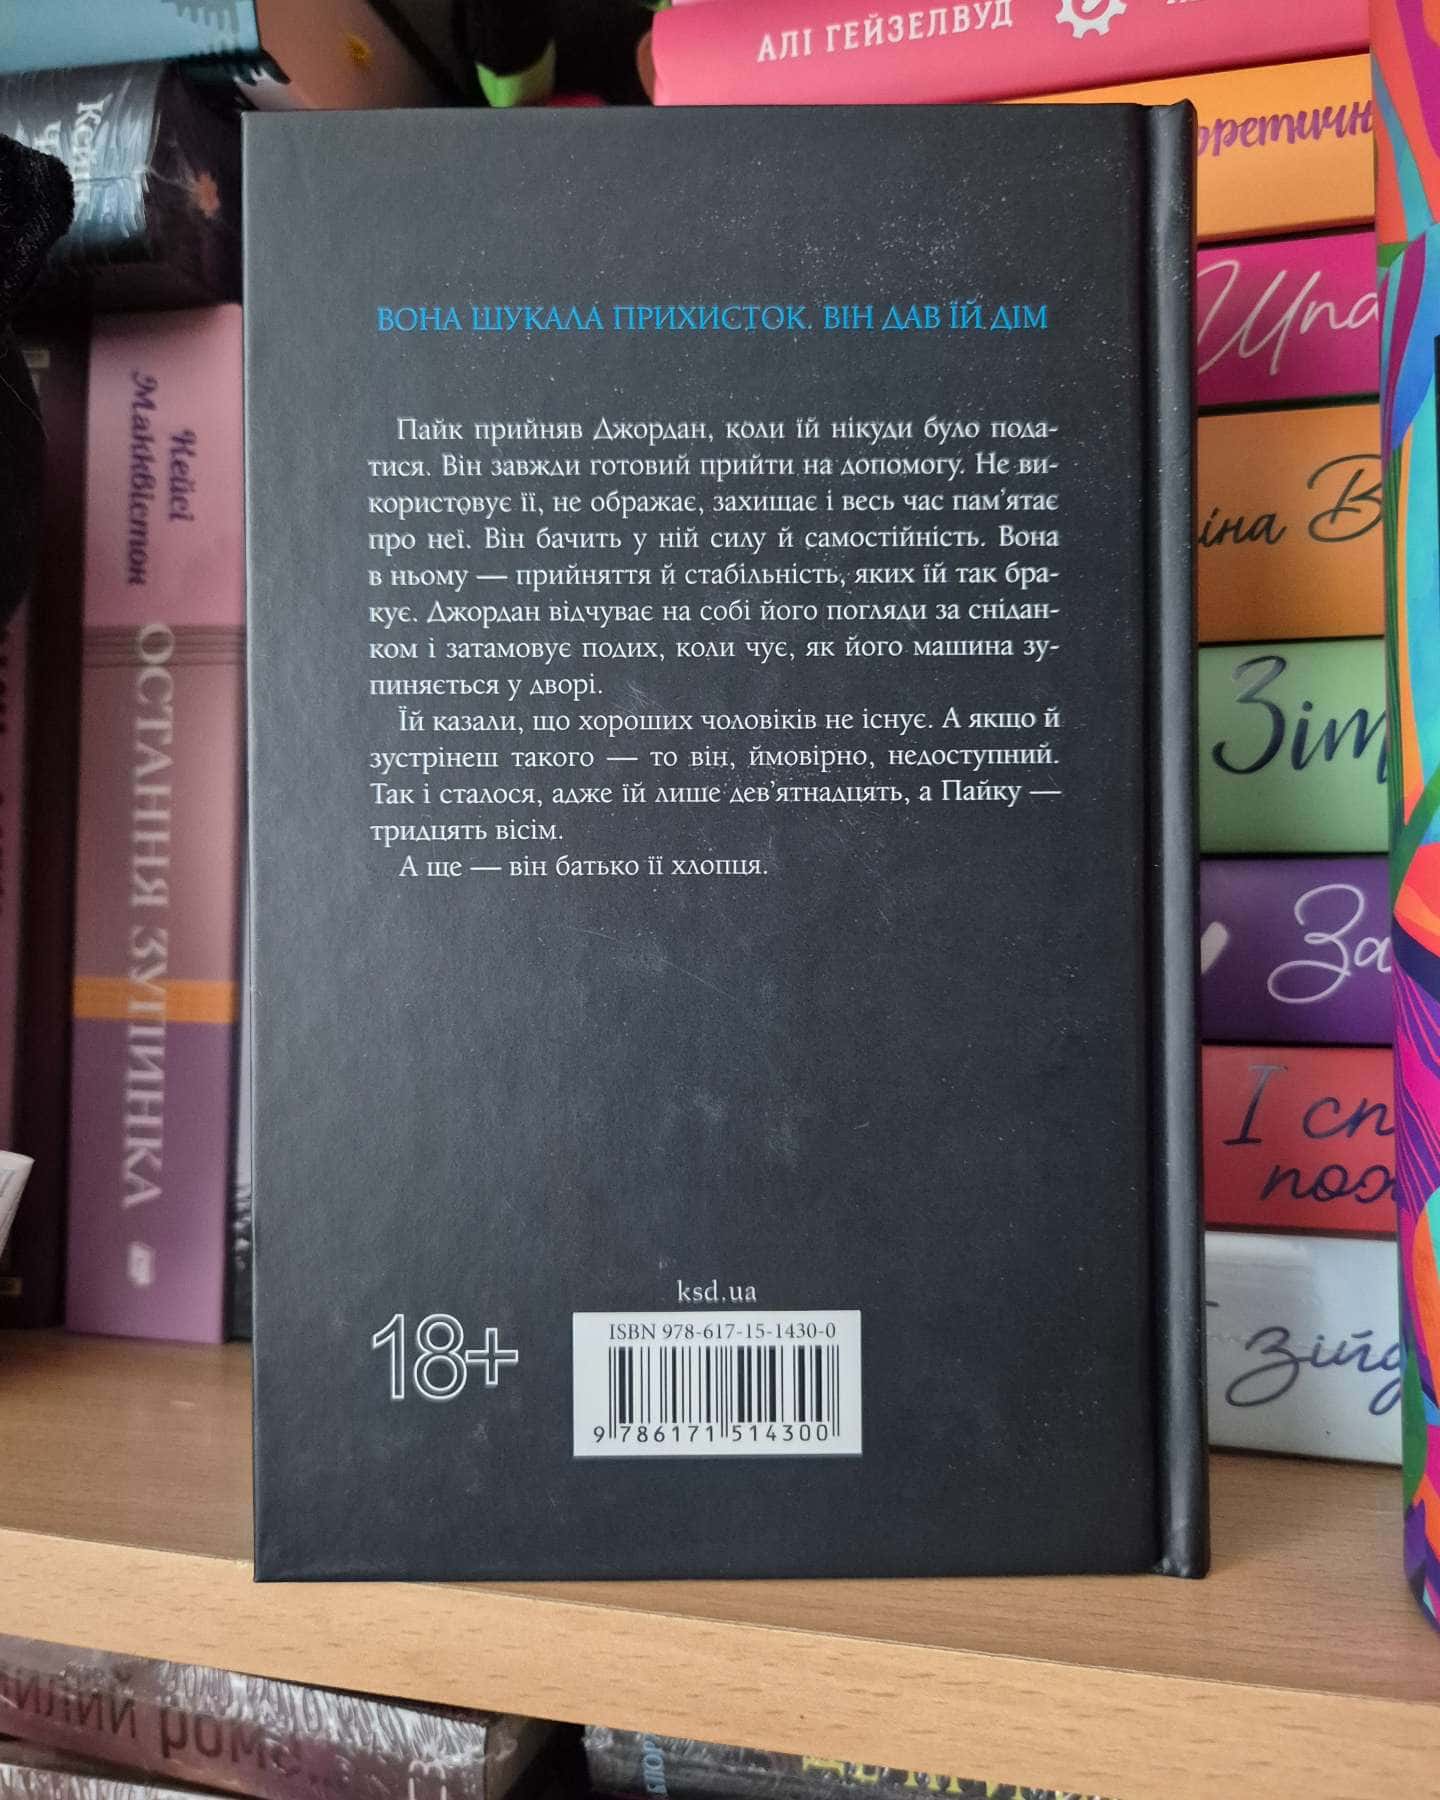 АЛІ ГЕЙЗЕЛВУД
Кейсі
Макквістон
ОСТАННЯ ЗУПИНКА
ВОНА ШУКАЛА ПРИХИСТОК. ВІН ДАВ ЇЙ ДІМ
Пайк прийняв Джордан, коли їй нікуди було пода-
тися. Він завжди готовий прийти на допомогу. Не ви-
користовує її, не ображає, захищає і весь час пам'ятає
про неї. Він бачить у ній силу й самостійність. Вона
в ньому — прийняття й стабільність, яких їй так бра-
кує. Джордан відчуває на собі його погляди за снідан-
ком і затамовує подих, коли чує, як його машина зу-
пиняється у дворі.
Їй казали, що хороших чоловіків не існує. А якщо й
зустрінеш такого — то він, ймовірно, недоступний.
Так і сталося, адже їй лише дев'ятнадцять, а Пайку —
тридцять вісім.
А ще — він батько її хлопця.
ksd.ua
18+
ISBN 978-617-15-1430-0
9 786171 514300
І сп
пох